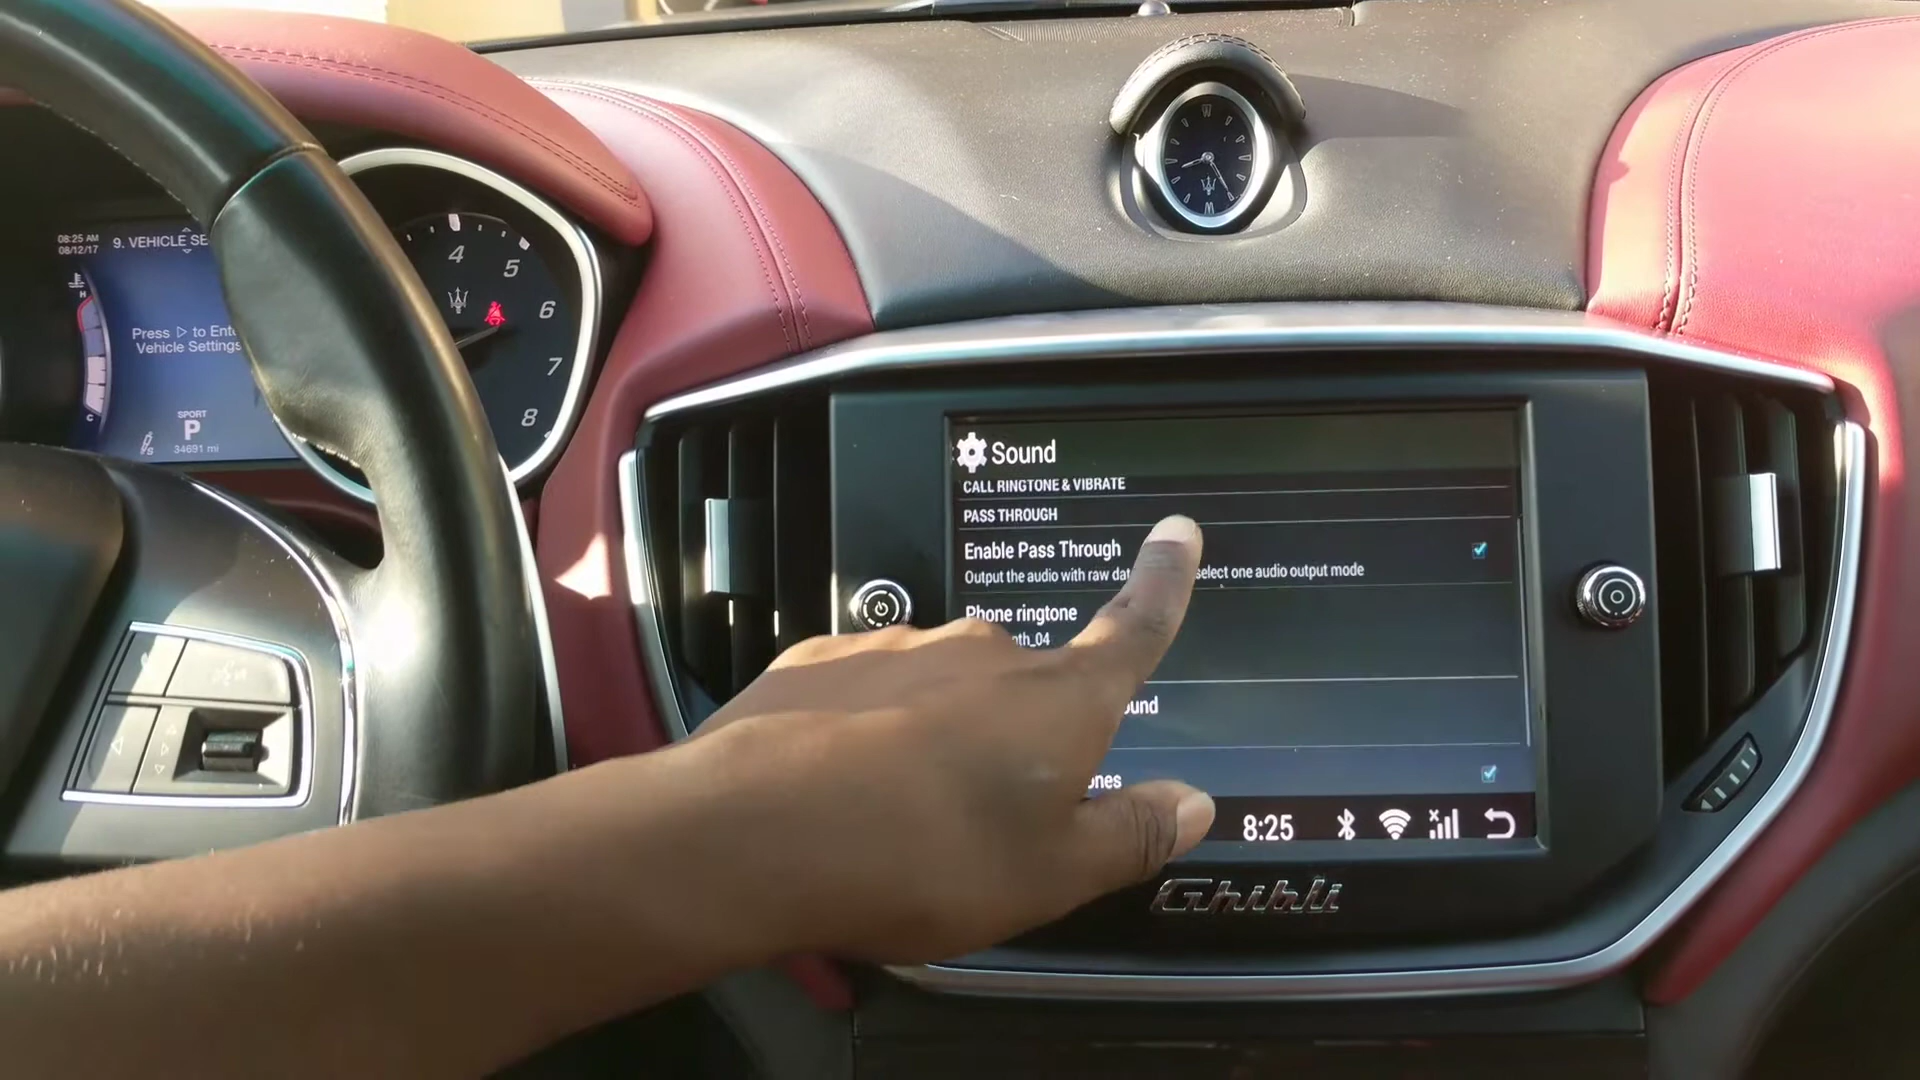 08:25 AM
08/12/17
9. VEHICLE SE
H
Press ▷ to Ente
Vehicle Settings
C
SPORT
P
34691 mi
4
5
6
7
8
Sound
CALL RINGTONE & VIBRATE
PASS THROUGH
Enable Pass Through
Output the audio with raw dat select one audio output mode
Phone ringtone
nth_04
ound
ones
8:25
Ghibli